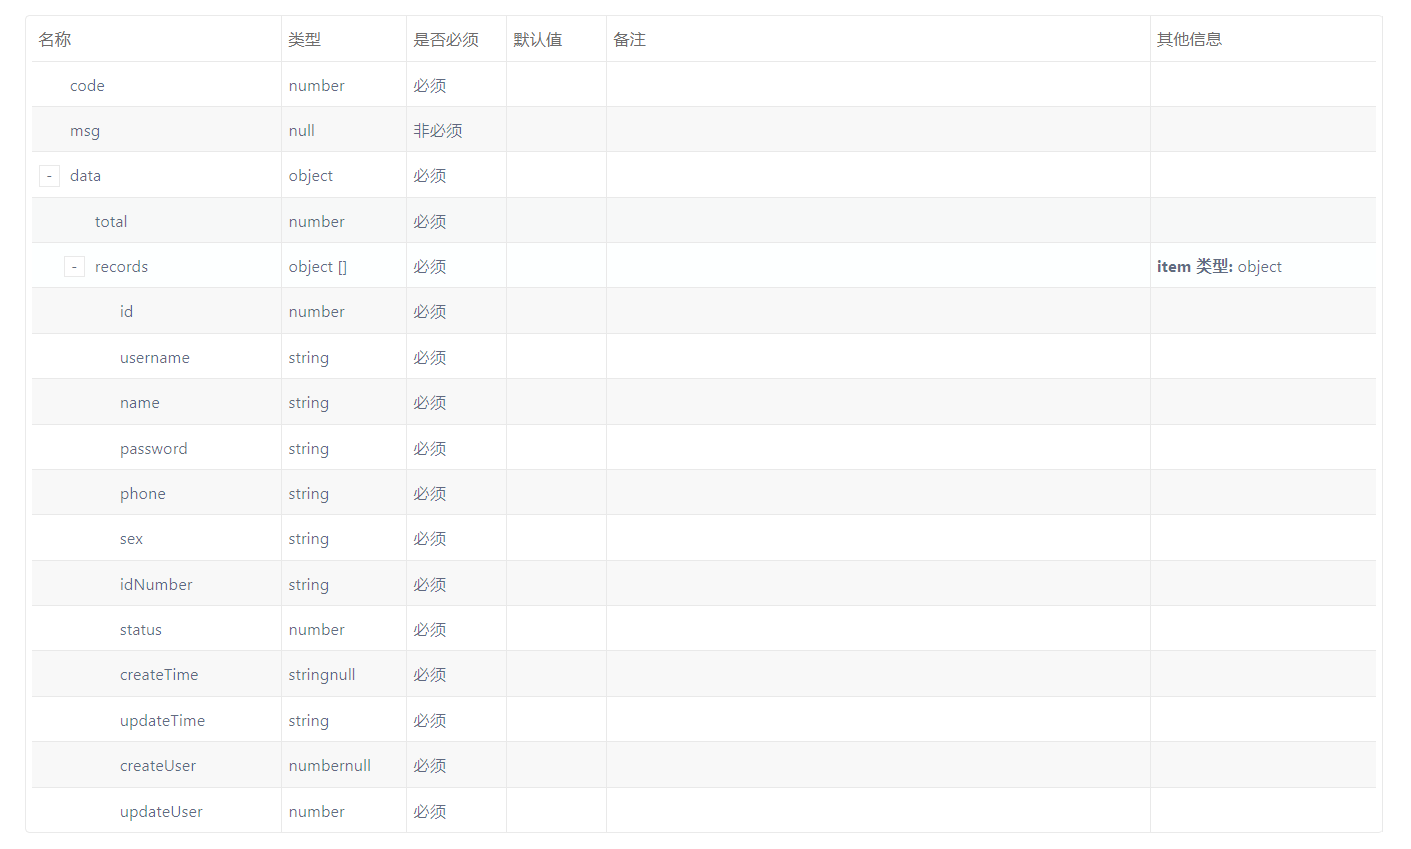 名称 类型 是否必须 默认值 备注 其他信息
code number 必须
msg null 非必须
- data object 必须
total number 必须
- records object [] 必须 item 类型: object
id number 必须
username string 必须
name string 必须
password string 必须
phone string 必须
sex string 必须
idNumber string 必须
status number 必须
createTime stringnull 必须
updateTime string 必须
createUser numbernull 必须
updateUser number 必须